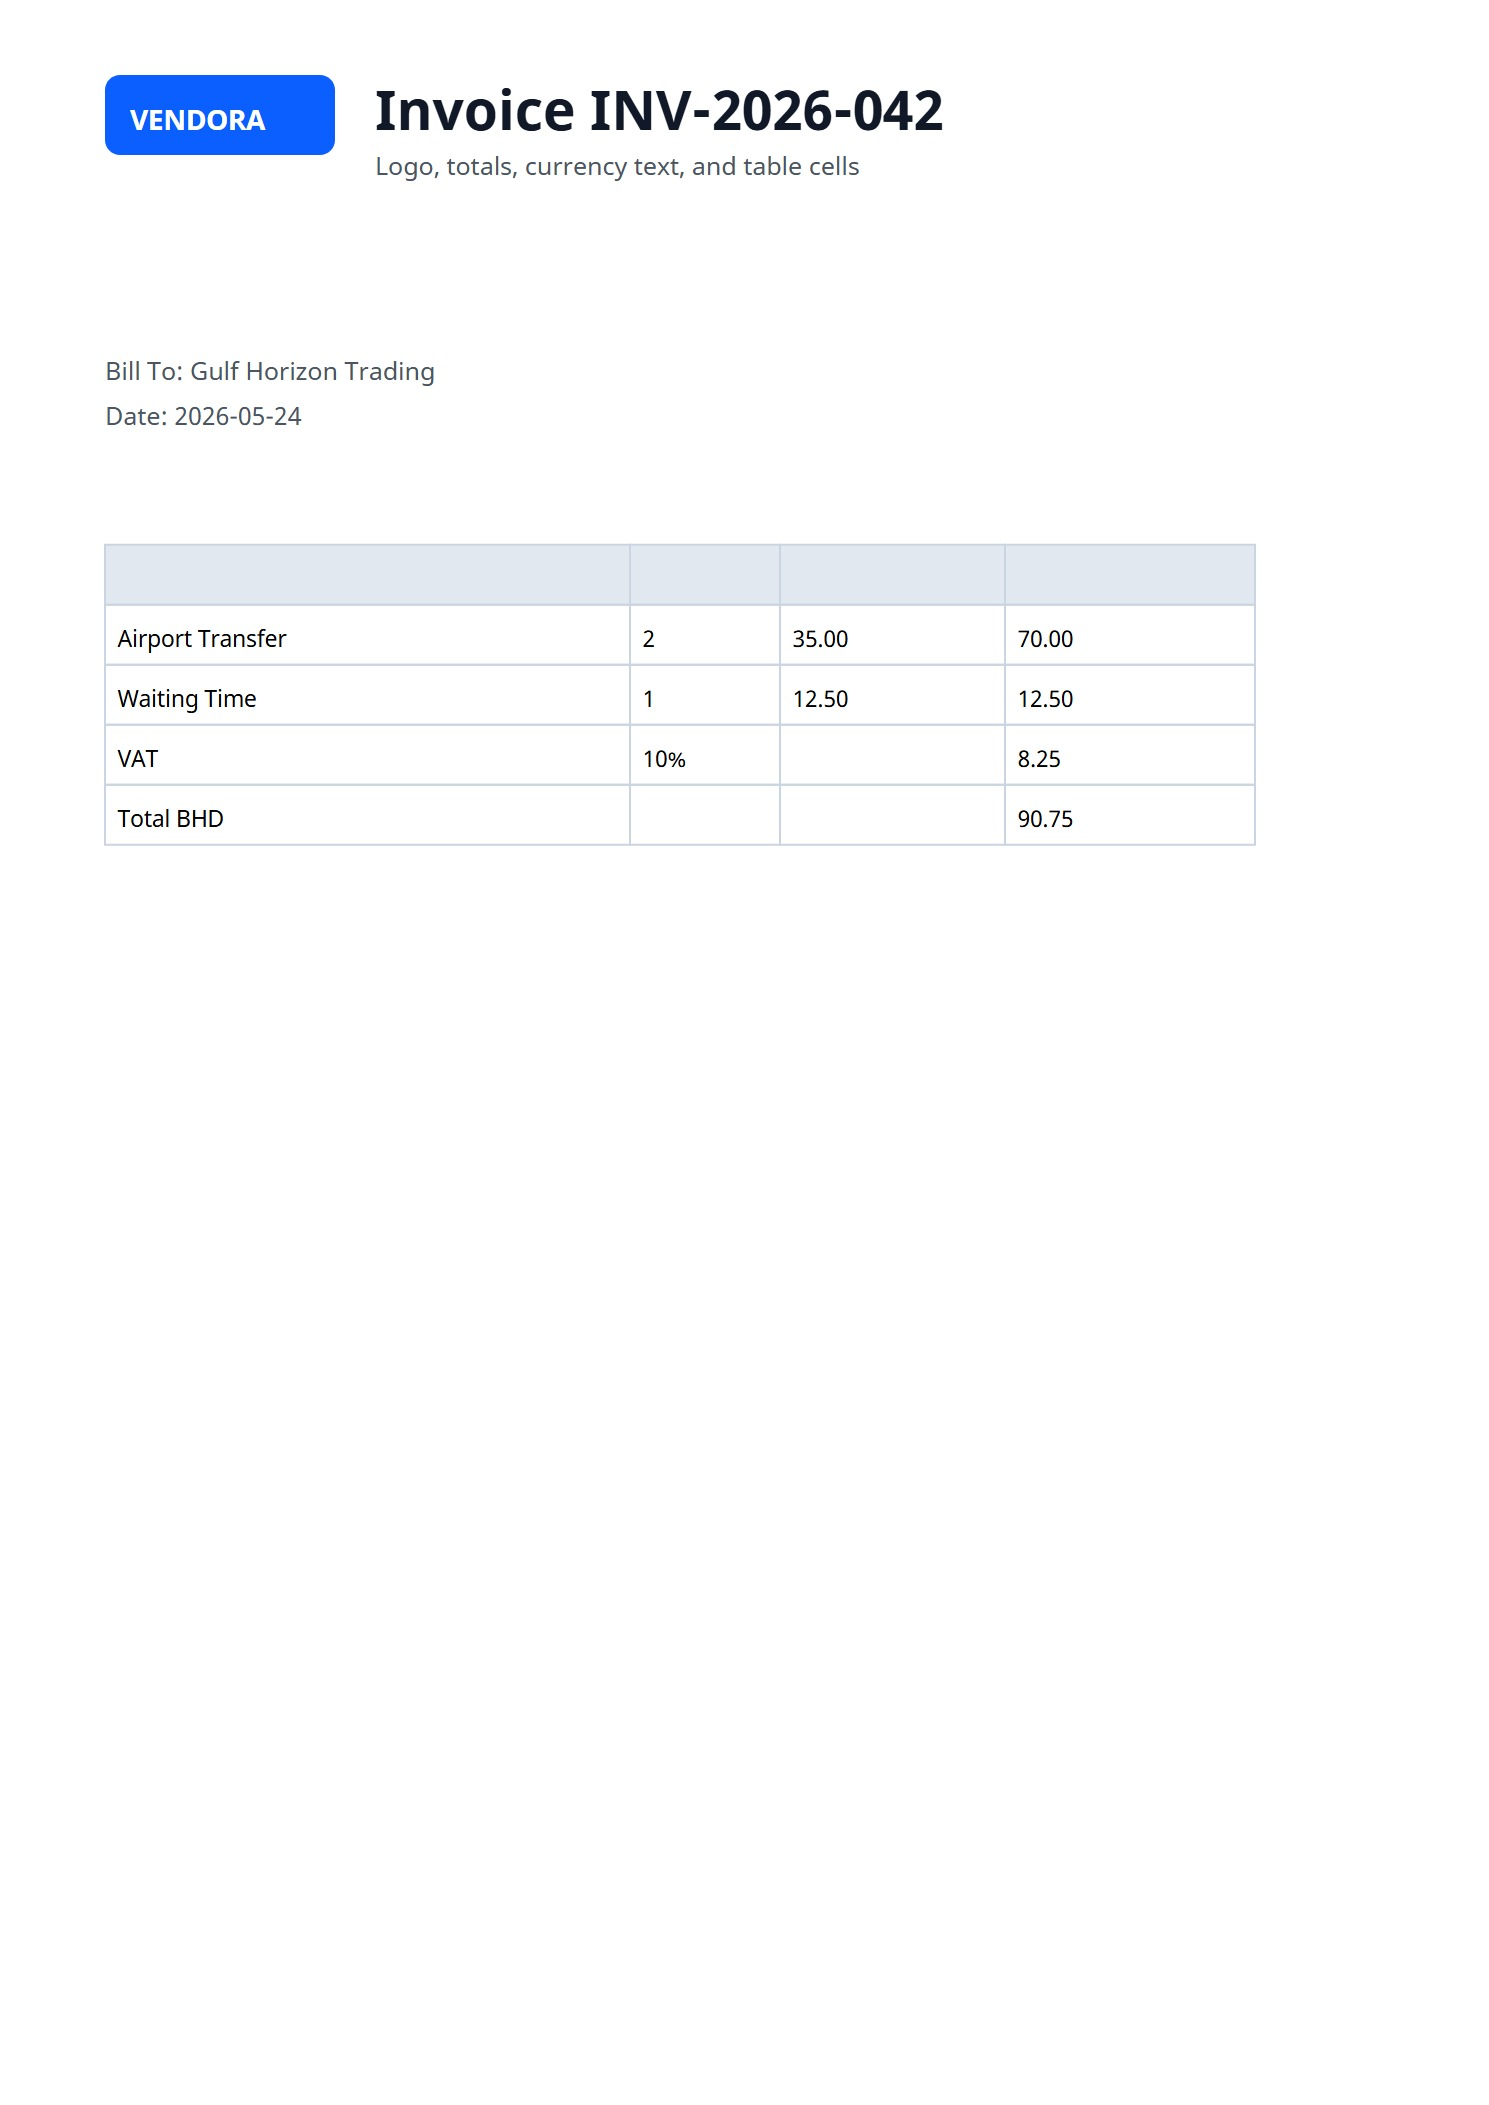 VENDORA
Invoice INV-2026-042
Logo, totals, currency text, and table cells
Bill To: Gulf Horizon Trading
Date: 2026-05-24
Airport Transfer 2 35.00 70.00
Waiting Time 1 12.50 12.50
VAT 10% 8.25
Total BHD 90.75